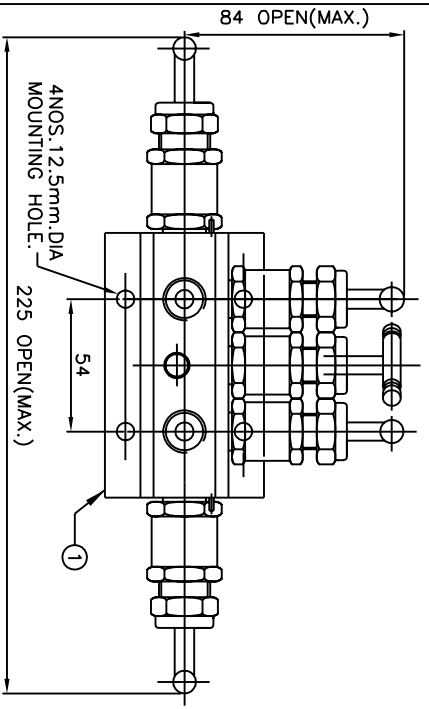 84 OPEN(MAX.)
4NOS.12.5mm.DIA
MOUNTING HOLE.
54
225 OPEN(MAX.)
1